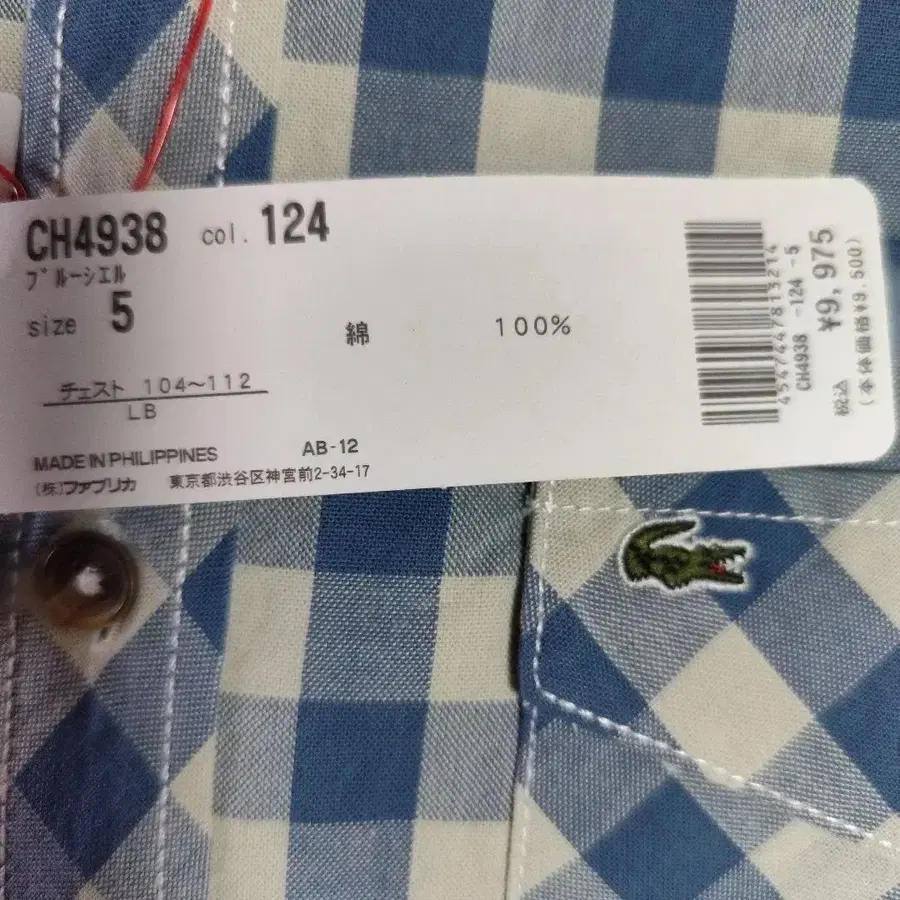 CH4938 col. 124
ブルーシエル
size 5
綿 100%
チェスト 104～112
LB
MADE IN PHILIPPINES AB-12
(株)ファブリカ 東京都渋谷区神宮前2-34-17
4547447813214
CH4938 -124 -5
¥9,975
税込
(本体価格¥9,500)